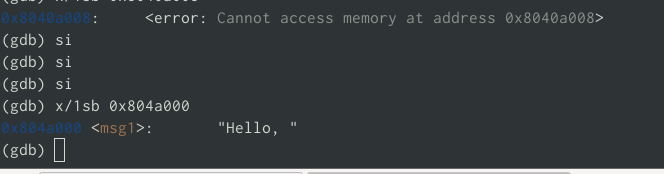 0x8040a008:     <error: Cannot access memory at address 0x8040a008>
(gdb) si
(gdb) si
(gdb) si
(gdb) x/1sb 0x804a000
0x804a000 <msg1>:       "Hello, "
(gdb)